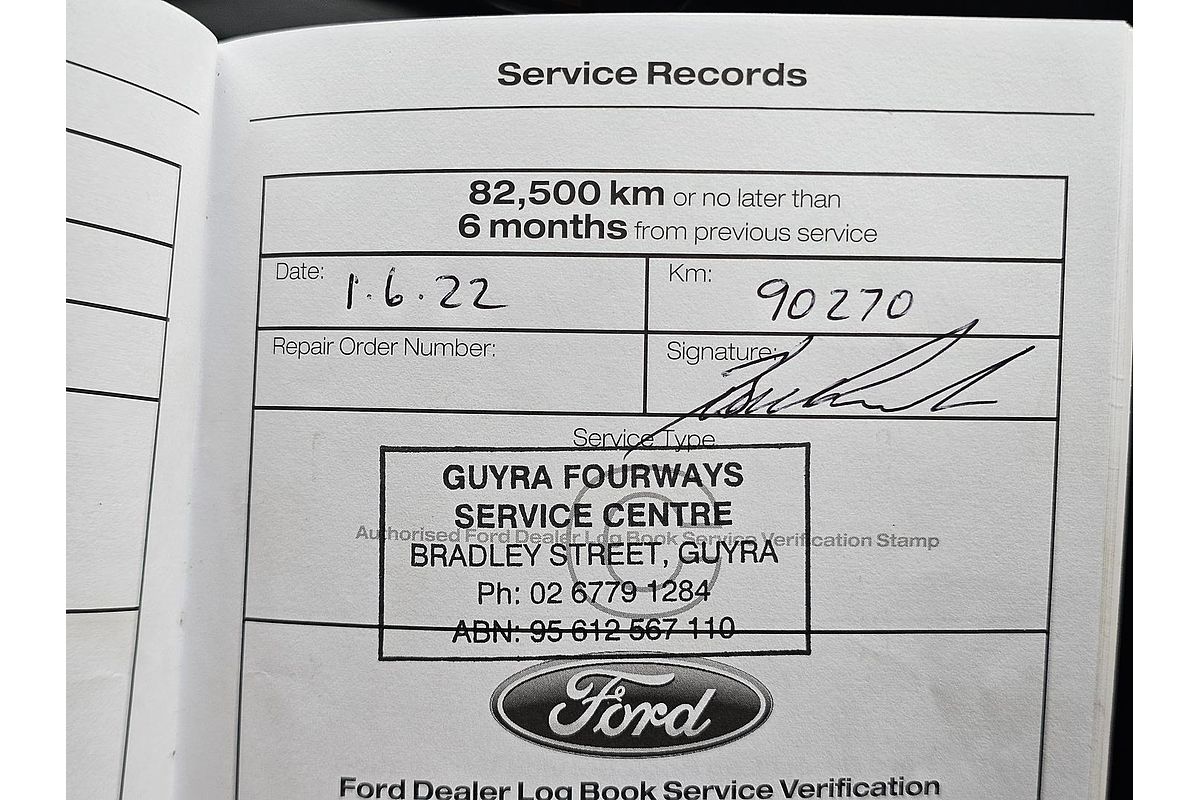 Service Records
82,500 km or no later than
6 months from previous service
Date: 1.6.22
Km: 90270
Repair Order Number:
Signature:
Service Type
C
GUYRA FOURWAYS
SERVICE CENTRE
Authorised Ford Dealer Log Book Service Verification Stamp
BRADLEY STREET, GUYRA
Ph: 02 6779 1284
ABN: 95 612 567 110
Ford
Ford Dealer Log Book Service Verification